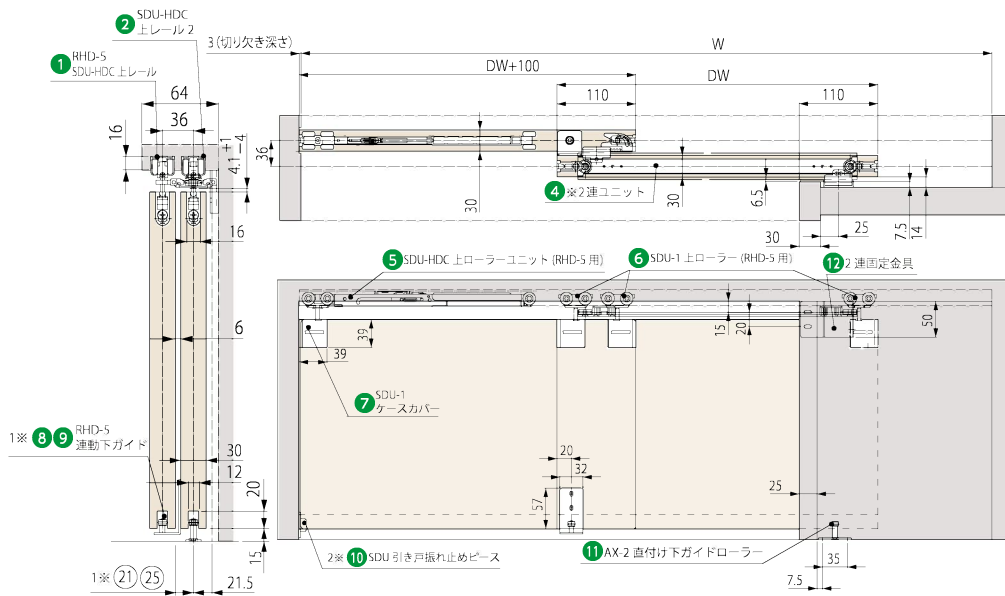 2 SDU-HDC
上レール 2
1 RHD-5
SDU-HDC 上レール
64
36
16
4.1 +1 −4
16
6
1※ 8 9 RHD-5
連動下ガイド
30
12
20
15
1※ 21 25
21.5
3 (切り欠き深さ)
W
DW+100
DW
110
110
36
30
4 ※2連ユニット
30
6.5
7.5
14
25
30
5 SDU-HDC 上ローラーユニット (RHD-5 用)
6 SDU-1 上ローラー (RHD-5 用)
12 2 連固定金具
39
39
15
20
50
7 SDU-1
ケースカバー
20
32
57
25
2※ 10 SDU 引き戸振れ止めピース
11 AX-2 直付け下ガイドローラー
35
7.5